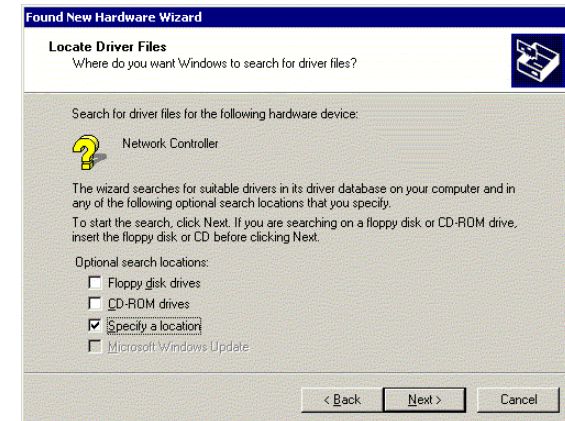 Found New Hardware Wizard
Locate Driver Files
Where do you want Windows to search for driver files?
Search for driver files for the following hardware device:
Network Controller
The wizard searches for suitable drivers in its driver database on your computer and in
any of the following optional search locations that you specify.
To start the search, click Next. If you are searching on a floppy disk or CD-ROM drive,
insert the floppy disk or CD before clicking Next.
Optional search locations:
Floppy disk drives
CD-ROM drives
Specify a location
Microsoft Windows Update
< Back Next > Cancel